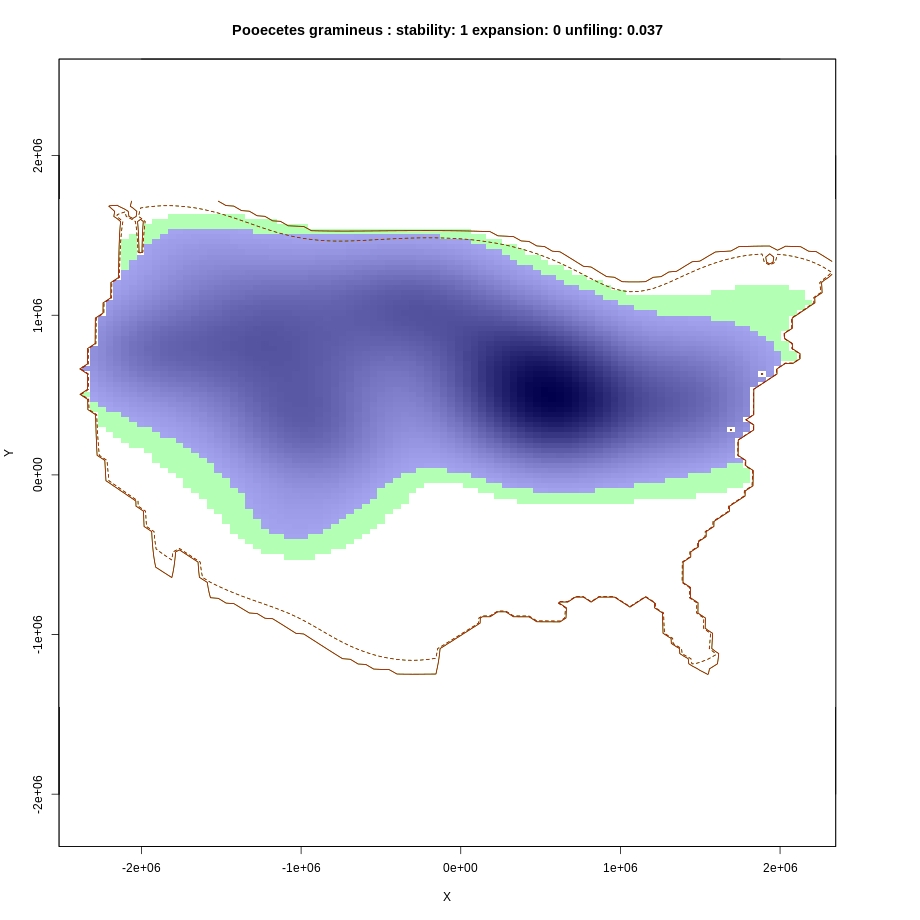 Pooecetes gramineus : stability: 1 expansion: 0 unfiling: 0.037
2e+06
1e+06
0e+00
-1e+06
-2e+06
Y
-2e+06 -1e+06 0e+00 1e+06 2e+06
X